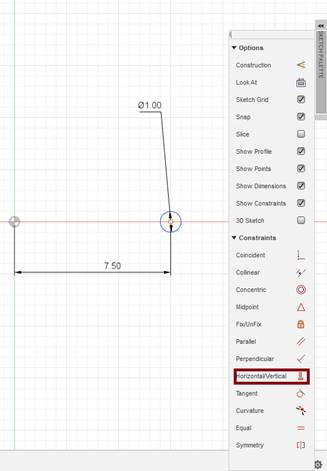 SKETCH PALETTE
Options
Construction
Look At
Sketch Grid
Snap
Slice
Show Profile
Show Points
Show Dimensions
Show Constraints
3D Sketch
Constraints
Coincident
Collinear
Concentric
Midpoint
Fix/UnFix
Parallel
Perpendicular
Horizontal/Vertical
Tangent
Curvature
Equal
Symmetry
Ø1.00
7.50